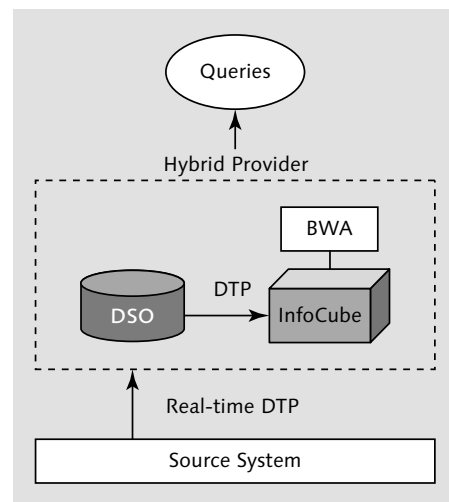 Queries
Hybrid Provider
BWA
DTP
DSO
InfoCube
Real-time DTP
Source System